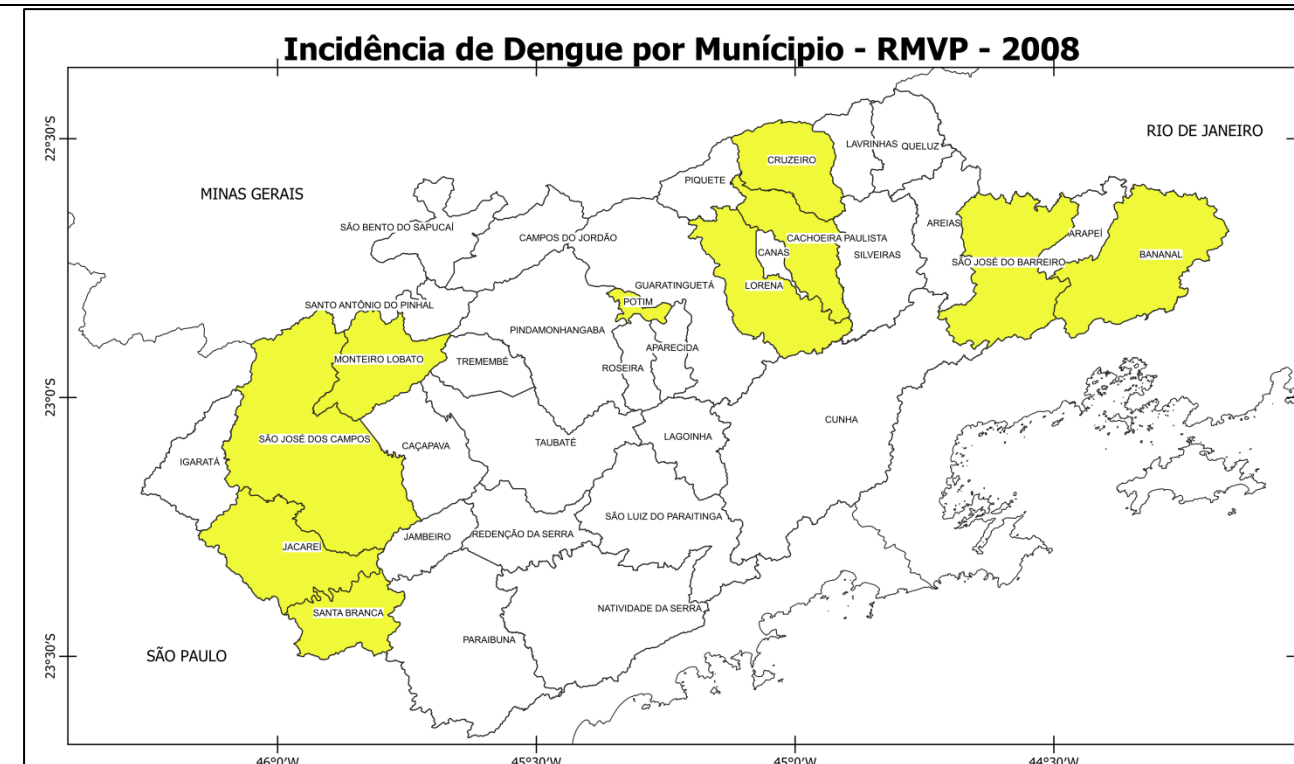 Incidência de Dengue por Munícipio - RMVP - 2008
22°30'S
RIO DE JANEIRO
LAVRINHAS
QUELUZ
CRUZEIRO
PIQUETE
MINAS GERAIS
SÃO BENTO DO SAPUCAÍ
CAMPOS DO JORDÃO
CACHOEIRA PAULISTA
AREIAS
ARAPEÍ
CANAS
SILVEIRAS
SÃO JOSÉ DO BARREIRO
BANANAL
GUARATINGUETÁ
LORENA
SANTO ANTÔNIO DO PINHAL
POTIM
PINDAMONHANGABA
APARECIDA
MONTEIRO LOBATO
TREMEMBÉ
ROSEIRA
23°0'S
CUNHA
SÃO JOSÉ DOS CAMPOS
CAÇAPAVA
TAUBATÉ
LAGOINHA
IGARATÁ
SÃO LUIZ DO PARAITINGA
JACAREÍ
JAMBEIRO
REDENÇÃO DA SERRA
SANTA BRANCA
NATIVIDADE DA SERRA
PARAIBUNA
SÃO PAULO
23°30'S
46°0'W
45°30'W
45°0'W
44°30'W